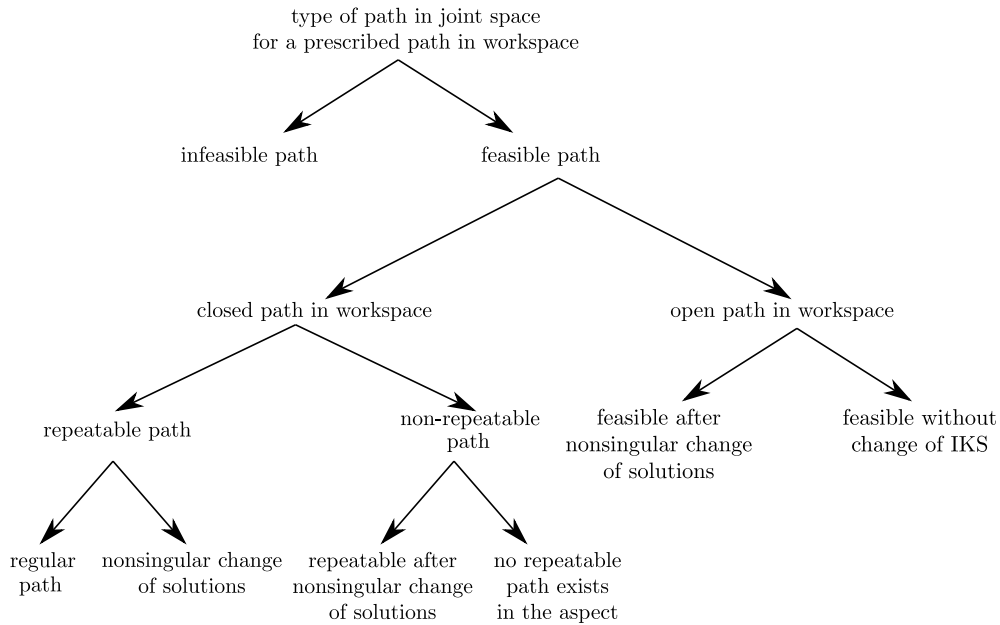 type of path in joint space
for a prescribed path in workspace
infeasible path
feasible path
closed path in workspace
open path in workspace
repeatable path
non-repeatable
path
feasible after
nonsingular change
of solutions
feasible without
change of IKS
regular
path
nonsingular change
of solutions
repeatable after
nonsingular change
of solutions
no repeatable
path exists
in the aspect